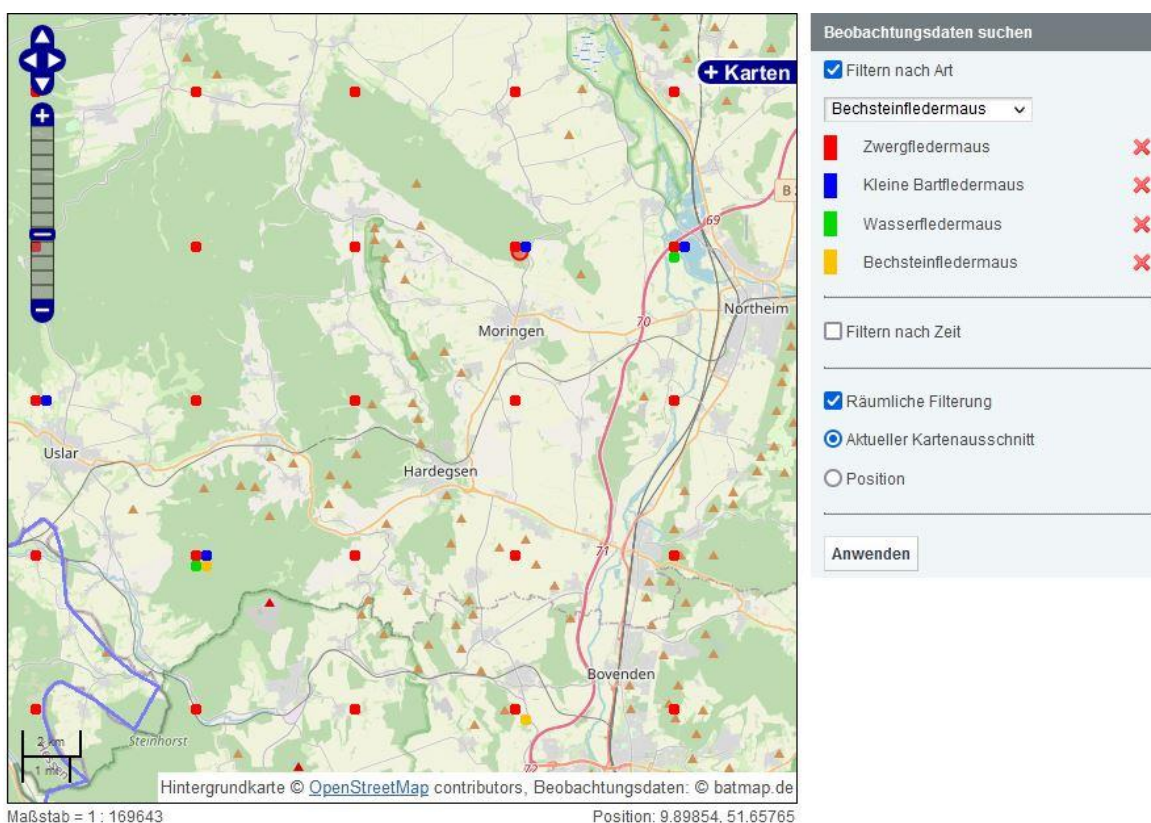 + Karten
B
69
Northeim
70
Moringen
Uslar
Hardegsen
71
Bovenden
Steinhorst
2 km
1 mi
Hessen
72
Hintergrundkarte © OpenStreetMap contributors, Beobachtungsdaten: © batmap.de
Maßstab = 1 : 169643
Position: 9.89854, 51.65765
Beobachtungsdaten suchen
Filtern nach Art
Bechsteinfledermaus
Zwergfledermaus
Kleine Bartfledermaus
Wasserfledermaus
Bechsteinfledermaus
Filtern nach Zeit
Räumliche Filterung
Aktueller Kartenausschnitt
Position
Anwenden